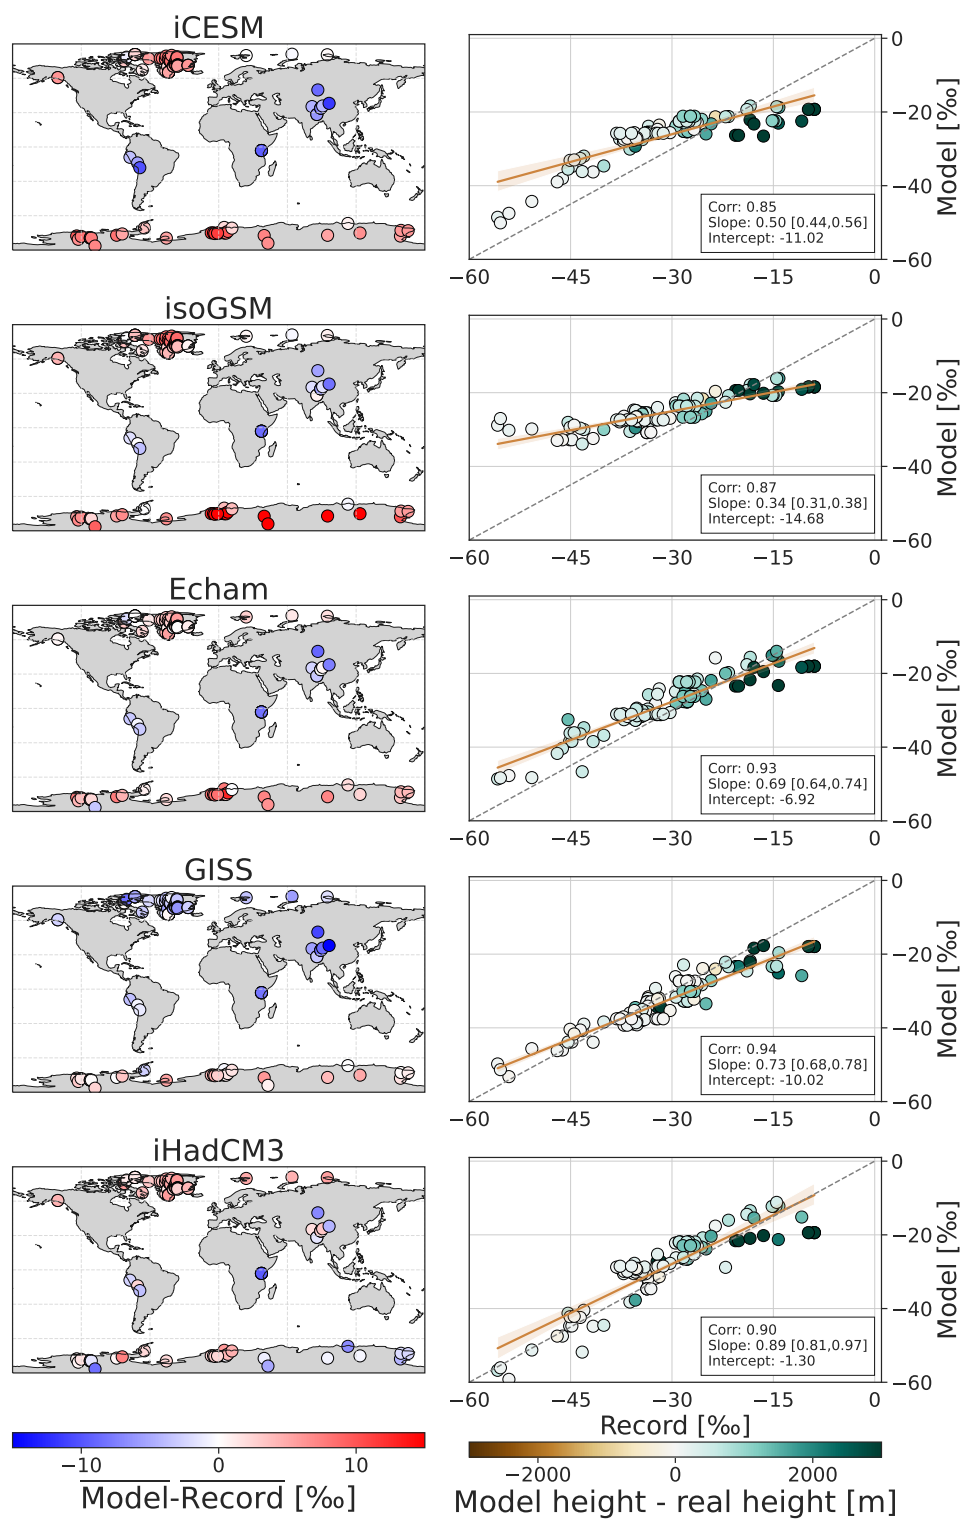 iCESM
0
−20
−40
−60
Model [‰]
Corr: 0.85
Slope: 0.50 [0.44,0.56]
Intercept: -11.02
−60 −45 −30 −15 0
isoGSM
0
−20
−40
−60
Model [‰]
Corr: 0.87
Slope: 0.34 [0.31,0.38]
Intercept: -14.68
−60 −45 −30 −15 0
Echam
0
−20
−40
−60
Model [‰]
Corr: 0.93
Slope: 0.69 [0.64,0.74]
Intercept: -6.92
−60 −45 −30 −15 0
GISS
0
−20
−40
−60
Model [‰]
Corr: 0.94
Slope: 0.73 [0.68,0.78]
Intercept: -10.02
−60 −45 −30 −15 0
iHadCM3
0
−20
−40
−60
Model [‰]
Corr: 0.90
Slope: 0.89 [0.81,0.97]
Intercept: -1.30
−60 −45 −30 −15 0
Record [‰]
−10 0 10
Model-Record [‰]
−2000 0 2000
Model height - real height [m]